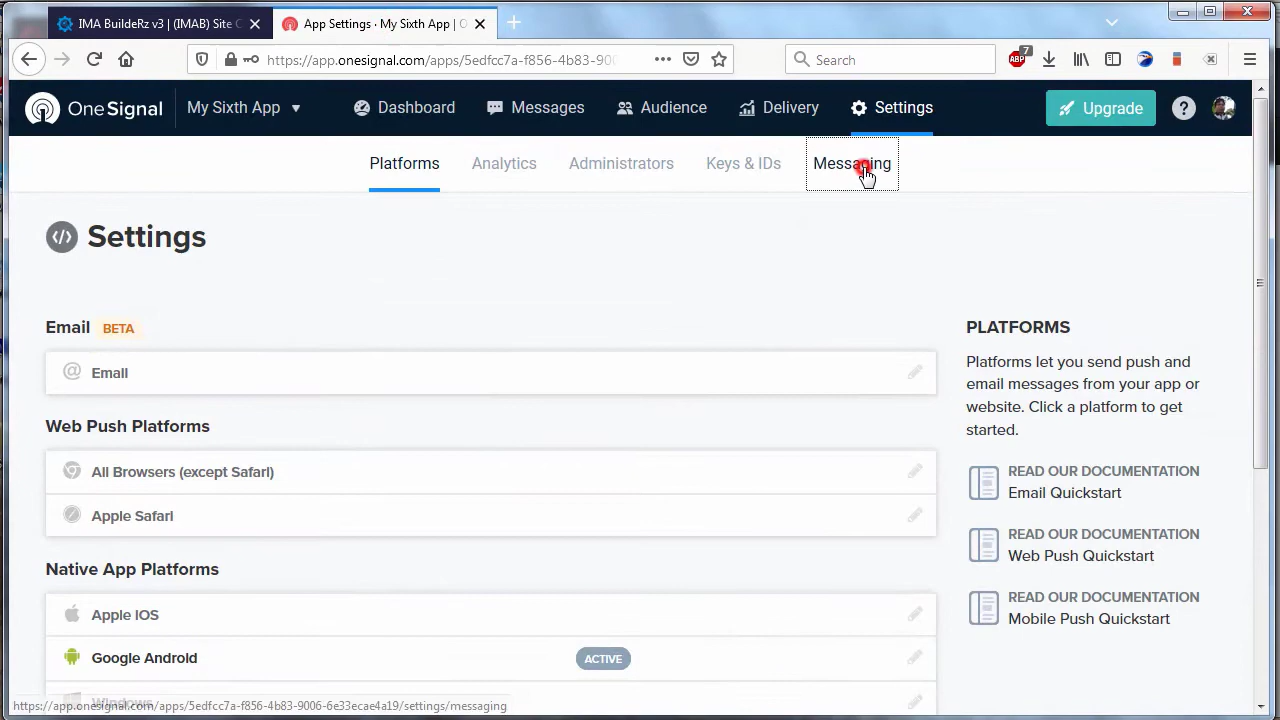 IMA BuildeRz v3 | (IMAB) Site C
App Settings · My Sixth App | O
https://app.onesignal.com/apps/5edfcc7a-f856-4b83-900
Search
ABP
7
OneSignal
My Sixth App
Dashboard
Messages
Audience
Delivery
Settings
Upgrade
?
Platforms
Analytics
Administrators
Keys & IDs
Messaging
Settings
Email BETA
Email
Web Push Platforms
All Browsers (except Safari)
Apple Safari
Native App Platforms
Apple iOS
Google Android
ACTIVE
Windows
PLATFORMS
Platforms let you send push and
email messages from your app or
website. Click a platform to get
started.
READ OUR DOCUMENTATION
Email Quickstart
READ OUR DOCUMENTATION
Web Push Quickstart
READ OUR DOCUMENTATION
Mobile Push Quickstart
https://app.onesignal.com/apps/5edfcc7a-f856-4b83-9006-6e33ecae4a19/settings/messaging